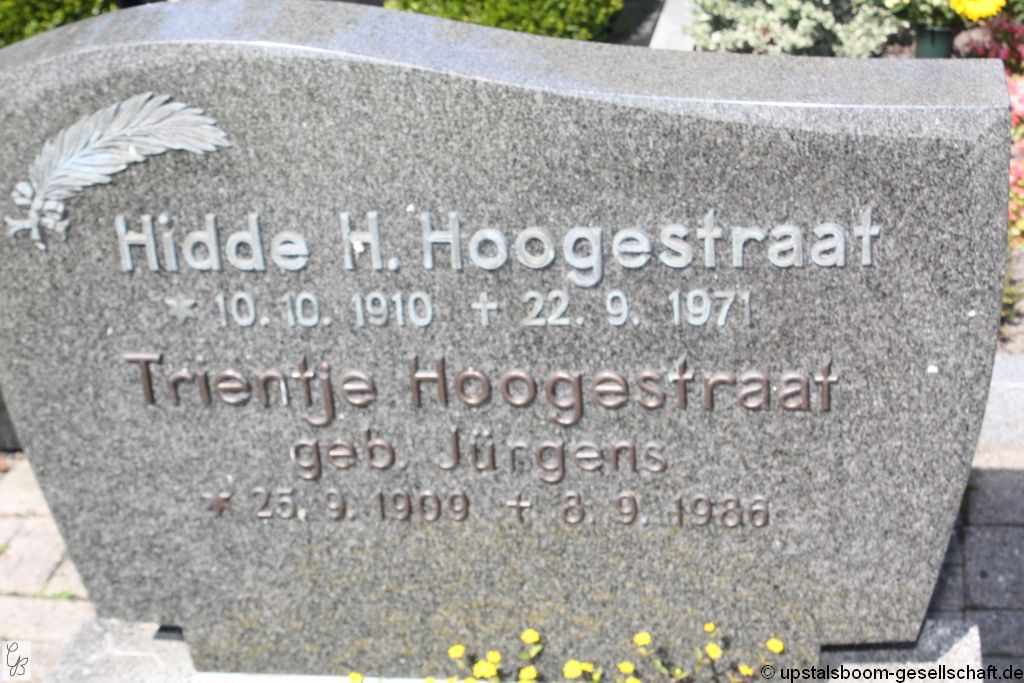 Hidde H. Hoogestraat
* 10. 10. 1910 † 22. 9. 1971
Trientje Hoogestraat
geb. Jürgens
* 25. 9. 1909 † 8. 9. 1986
© upstalsboom-gesellschaft.de